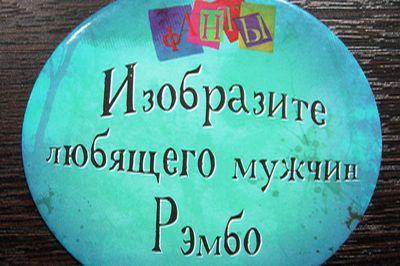 ФАНТЫ
Изобразите
любящего мужчин
Рэмбо